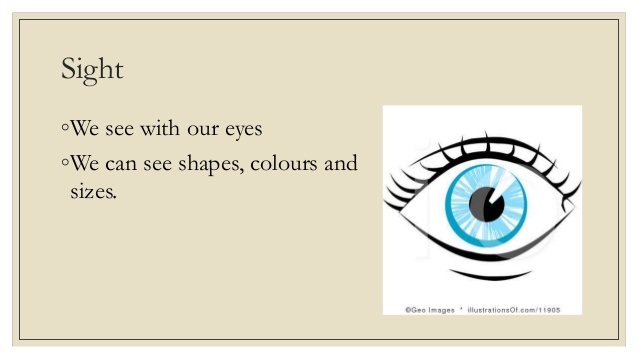 Sight
◦We see with our eyes
◦We can see shapes, colours and
sizes.
©Geo Images * illustrationsOf.com/11905